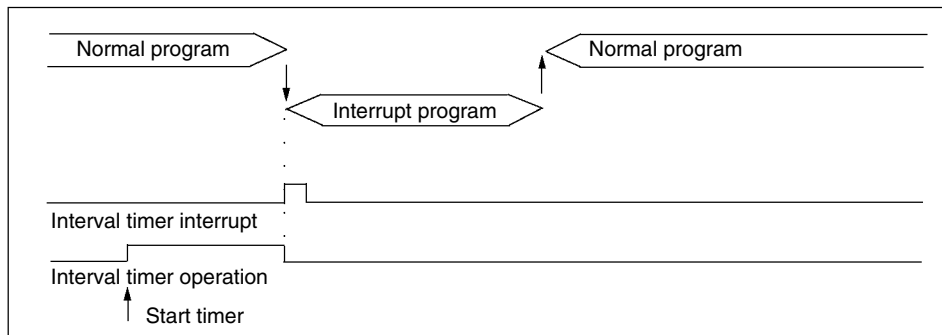 Normal program
Normal program
Interrupt program
Interval timer interrupt
Interval timer operation
Start timer